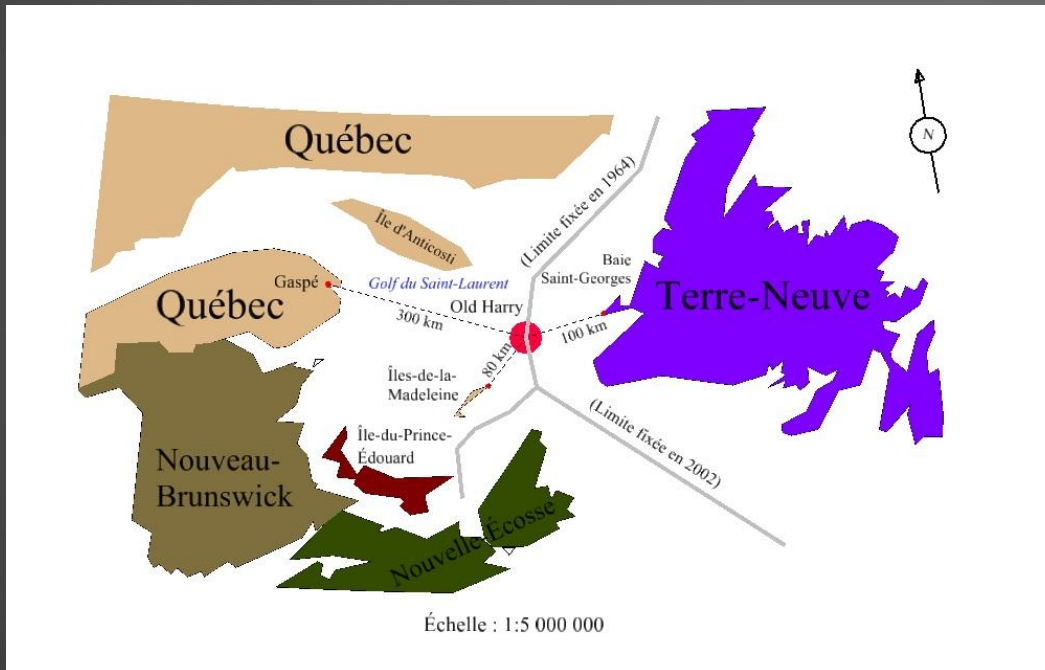 Québec
N
(Limite fixée en 1964)
Île d'Anticosti
Baie
Saint-Georges
Gaspé
Golf du Saint-Laurent
Québec
300 km
Old Harry
Terre-Neuve
100 km
80 km
Îles-de-la-
Madeleine
(Limite fixée en 2002)
Île-du-Prince-
Édouard
Nouveau-
Brunswick
Nouvelle-Écosse
Échelle : 1:5 000 000